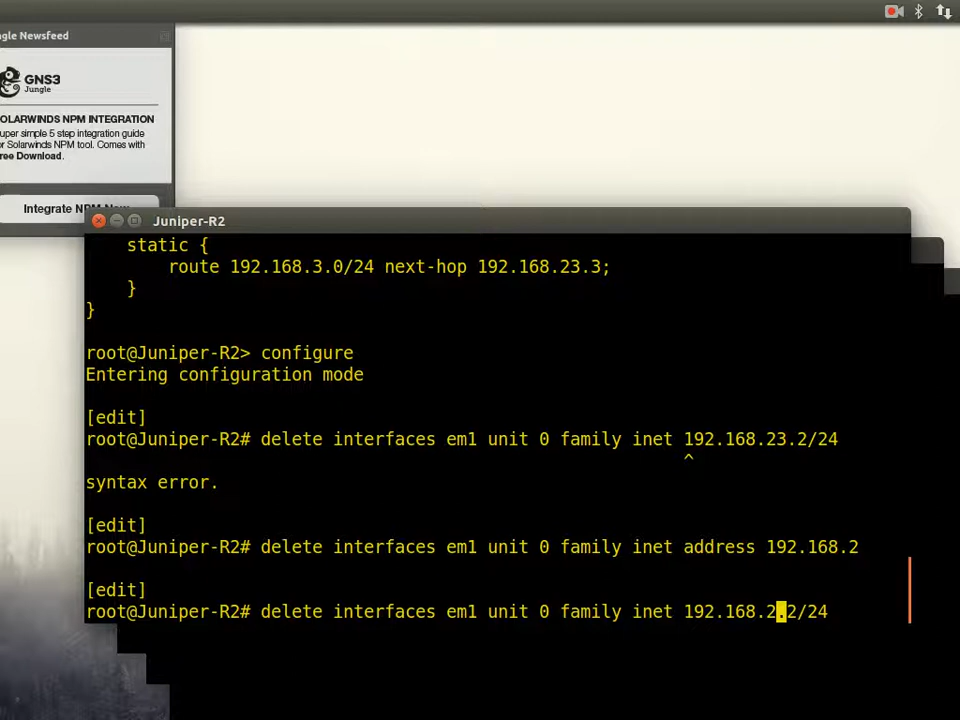 gle Newsfeed
GNS3
Jungle
OLARWINDS NPM INTEGRATION
uper simple 5 step integration guide
or Solarwinds NPM tool. Comes with
ree Download.
Integrate NPM Now
Juniper-R2
static {
route 192.168.3.0/24 next-hop 192.168.23.3;
}
}
root@Juniper-R2> configure
Entering configuration mode
[edit]
root@Juniper-R2# delete interfaces em1 unit 0 family inet 192.168.23.2/24
^
syntax error.
[edit]
root@Juniper-R2# delete interfaces em1 unit 0 family inet address 192.168.2
[edit]
root@Juniper-R2# delete interfaces em1 unit 0 family inet 192.168.2.2/24